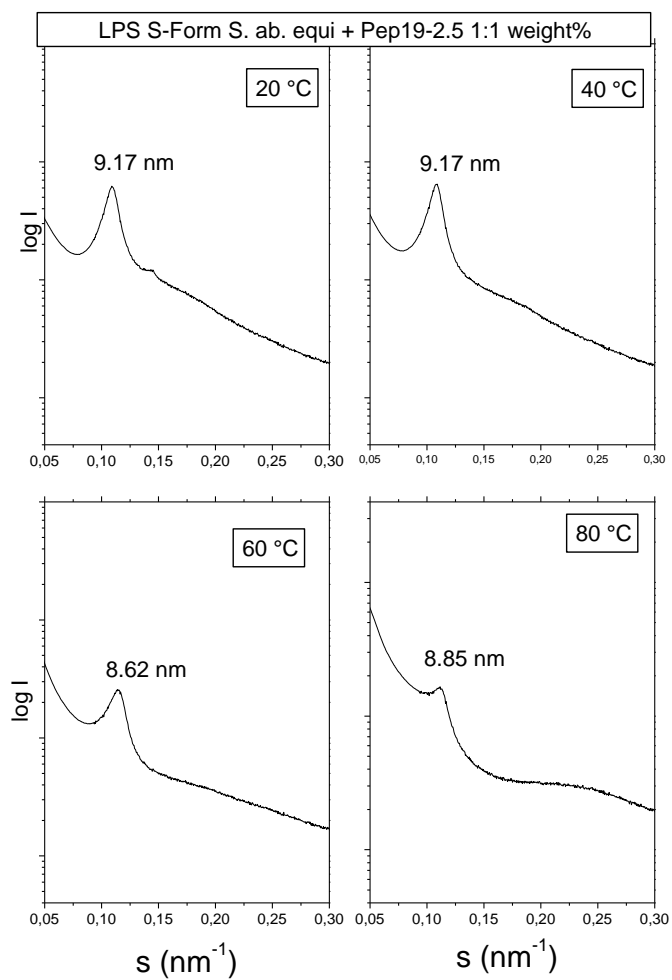 LPS S-Form S. ab. equi + Pep19-2.5 1:1 weight%
20 °C
9.17 nm
log I
0,05 0,10 0,15 0,20 0,25 0,30
40 °C
9.17 nm
0,05 0,10 0,15 0,20 0,25 0,30
60 °C
8.62 nm
log I
0,05 0,10 0,15 0,20 0,25 0,30
s (nm⁻¹)
80 °C
8.85 nm
0,05 0,10 0,15 0,20 0,25 0,30
s (nm⁻¹)